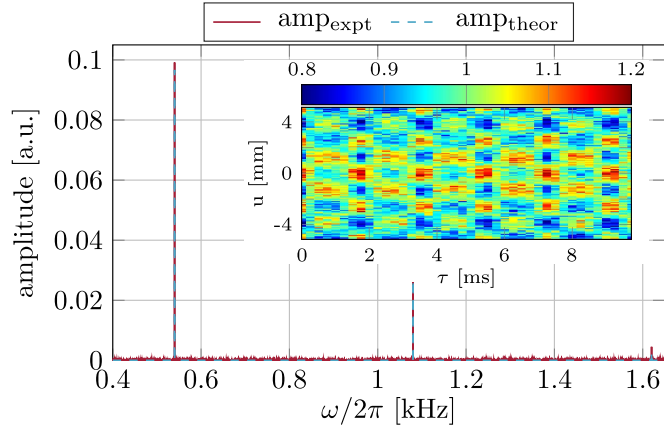 amp_expt amp_theor
0.8 0.9 1 1.1 1.2
0.1
0.08
0.06
0.04
0.02
0
amplitude [a.u.]
4
0
-4
u [mm]
0 2 4 6 8
τ [ms]
0.4 0.6 0.8 1 1.2 1.4 1.6
ω/2π [kHz]